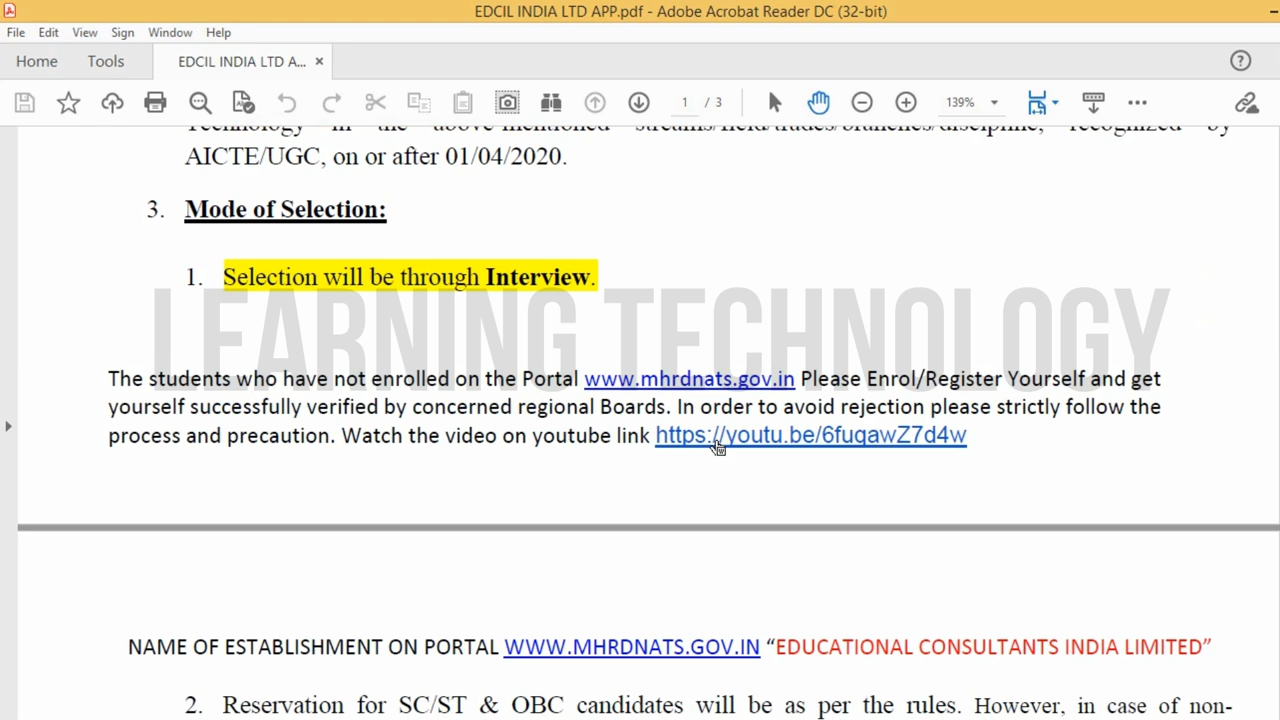 EDCIL INDIA LTD APP.pdf - Adobe Acrobat Reader DC (32-bit)
File Edit View Sign Window Help
Home Tools EDCIL INDIA LTD A... ×
1 / 3 139%
Technology in the above-mentioned streams/field/trades/branches/discipline, recognized by
AICTE/UGC, on or after 01/04/2020.
3. Mode of Selection:
1. Selection will be through Interview.
LEARNING TECHNOLOGY
The students who have not enrolled on the Portal www.mhrdnats.gov.in Please Enrol/Register Yourself and get
yourself successfully verified by concerned regional Boards. In order to avoid rejection please strictly follow the
process and precaution. Watch the video on youtube link https://youtu.be/6fuqawZ7d4w
NAME OF ESTABLISHMENT ON PORTAL WWW.MHRDNATS.GOV.IN “EDUCATIONAL CONSULTANTS INDIA LIMITED”
2. Reservation for SC/ST & OBC candidates will be as per the rules. However, in case of non-